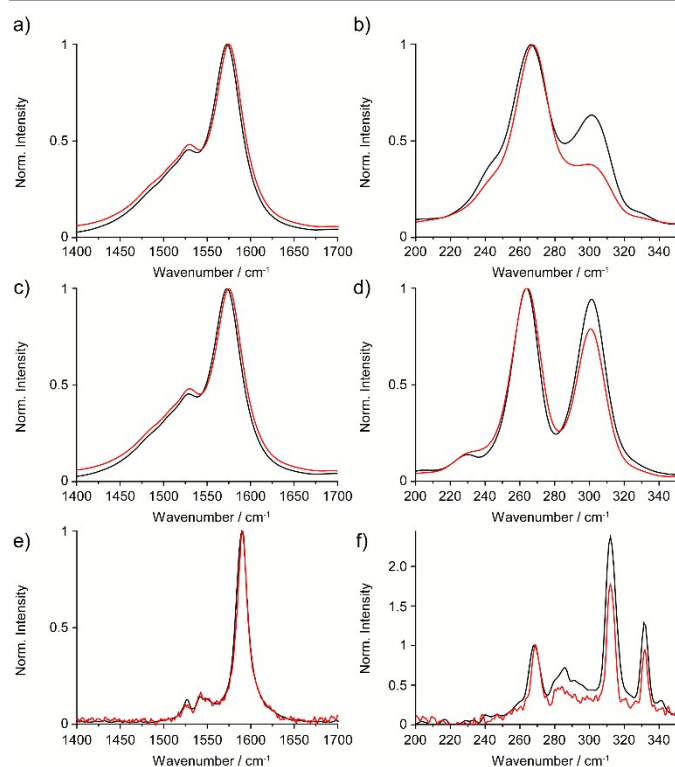 a) b)
1 1
Norm. Intensity Norm. Intensity
0.5 0.5
0 0
1400 1450 1500 1550 1600 1650 1700 200 220 240 260 280 300 320 340
Wavenumber / cm-1 Wavenumber / cm-1
c) d)
1 1
Norm. Intensity Norm. Intensity
0.5 0.5
0 0
1400 1450 1500 1550 1600 1650 1700 200 220 240 260 280 300 320 340
Wavenumber / cm-1 Wavenumber / cm-1
e) f)
1 2.0
Norm. Intensity Norm. Intensity
1.5
0.5 1
0.5
0 0
1400 1450 1500 1550 1600 1650 1700 200 220 240 260 280 300 320 340
Wavenumber / cm-1 Wavenumber / cm-1